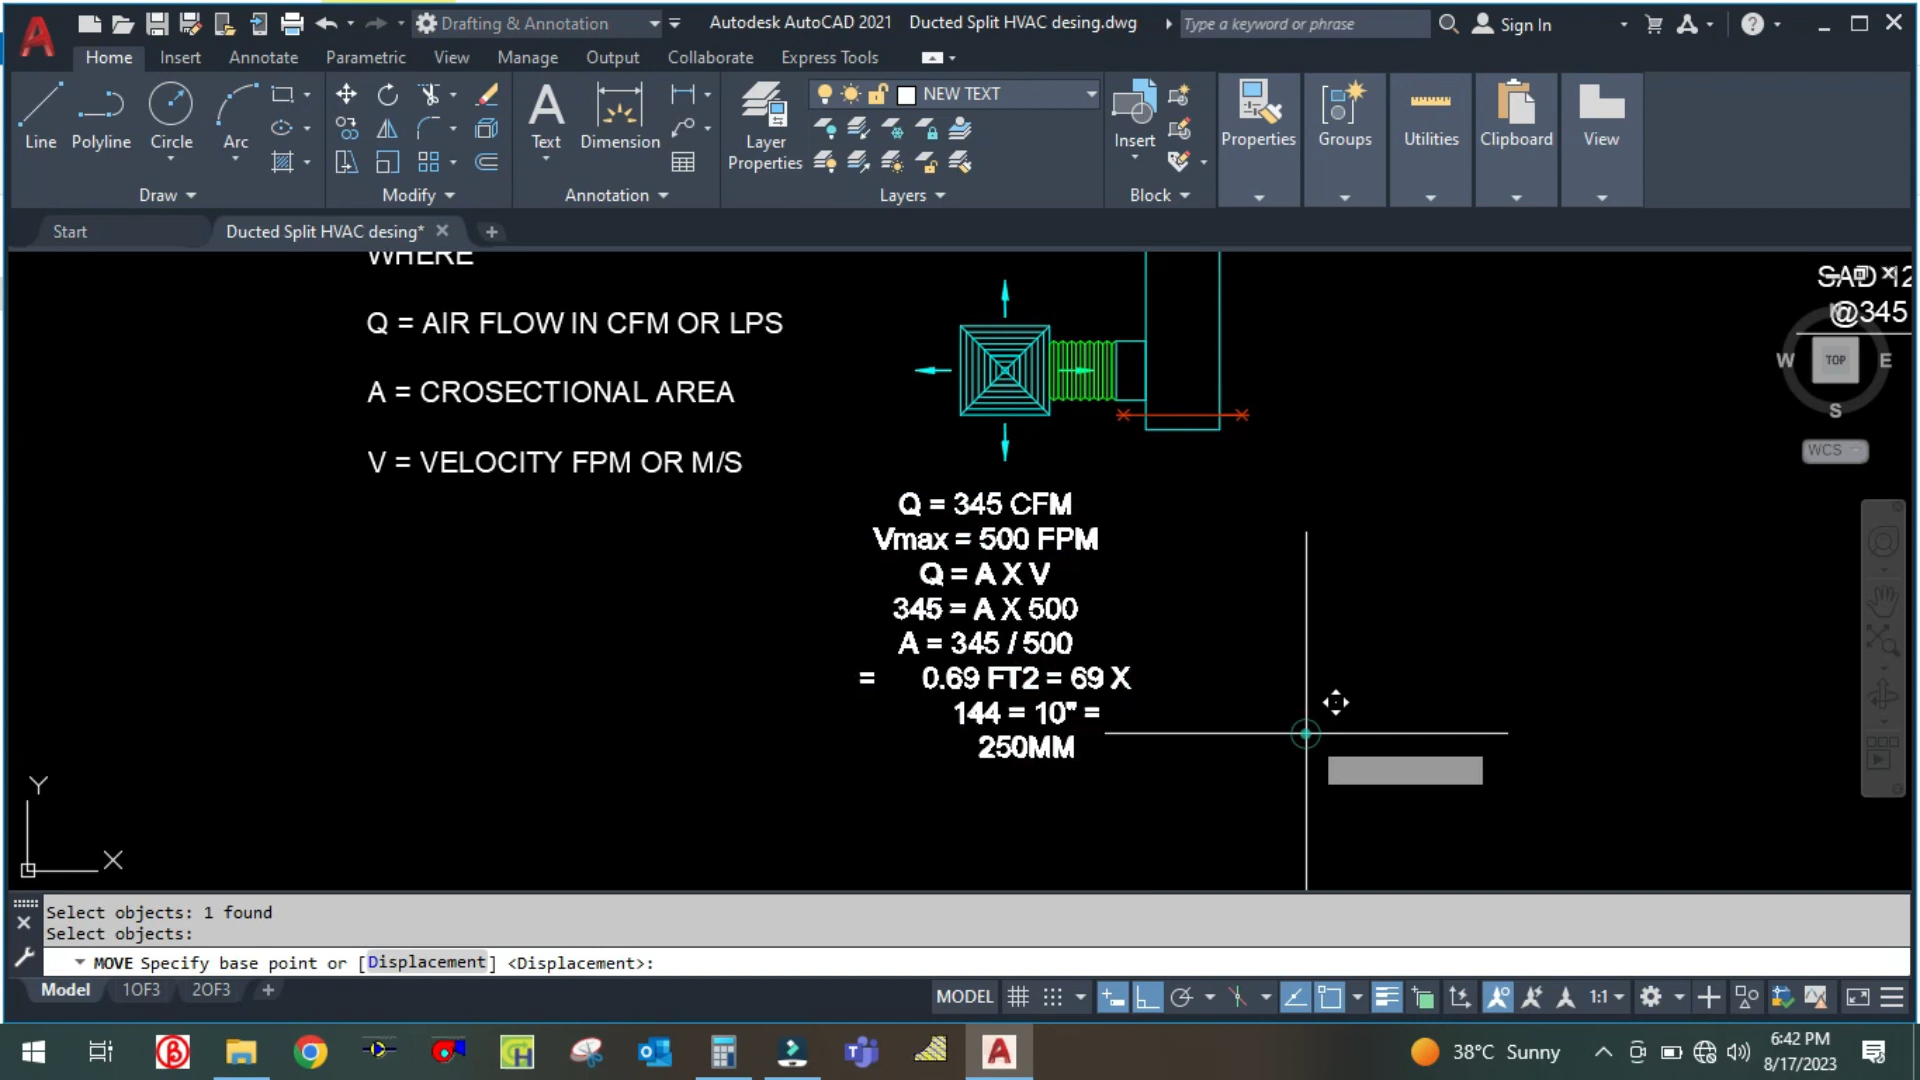 Drafting & Annotation
Autodesk AutoCAD 2021 Ducted Split HVAC desing.dwg
Type a keyword or phrase
Sign In
Home Insert Annotate Parametric View Manage Output Collaborate Express Tools
NEW TEXT
Line Polyline Circle Arc
Text Dimension
Layer
Properties
Insert
Properties Groups Utilities Clipboard View
Draw Modify Annotation Layers Block
Start Ducted Split HVAC desing*
WHERE
Q = AIR FLOW IN CFM OR LPS
A = CROSECTIONAL AREA
V = VELOCITY FPM OR M/S
Q = 345 CFM
Vmax = 500 FPM
Q = A X V
345 = A X 500
A = 345 / 500
= 0.69 FT2 = 69 X
144 = 10" =
250MM
SAD 12
@345
W TOP E
S
WCS
Y
X
Select objects: 1 found
Select objects:
MOVE Specify base point or [Displacement] <Displacement>:
Model 1OF3 2OF3
MODEL
1:1
38°C Sunny
6:42 PM
8/17/2023